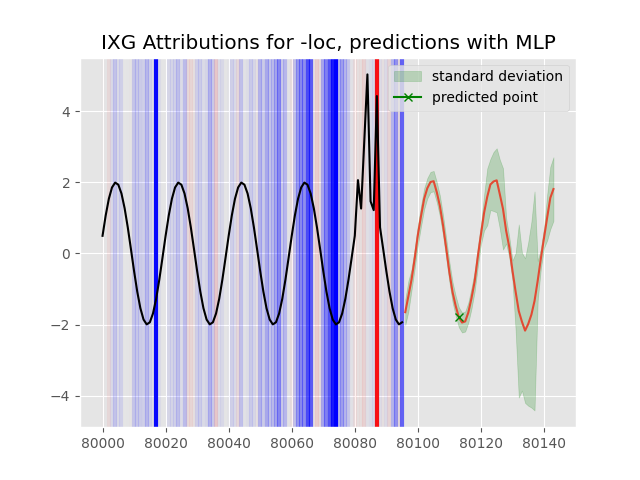 IXG Attributions for -loc, predictions with MLP
standard deviation
predicted point
4
2
0
−2
−4
80000 80020 80040 80060 80080 80100 80120 80140